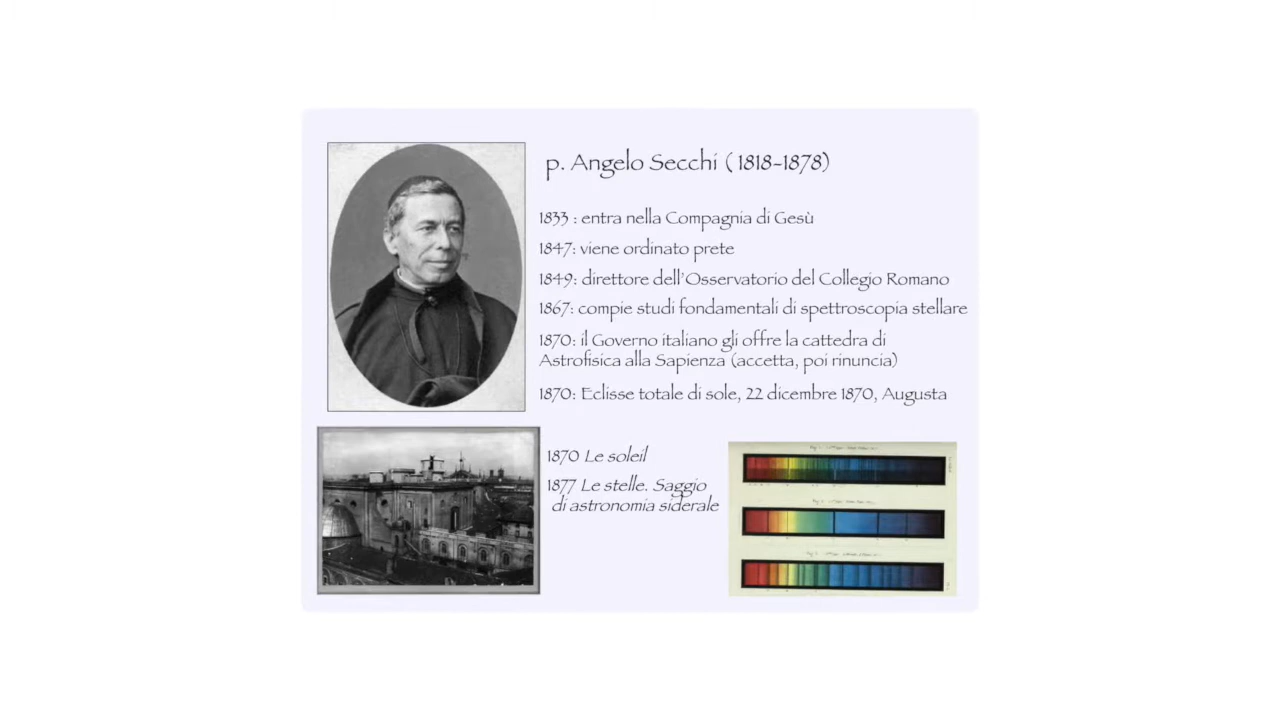 p. Angelo Secchi ( 1818-1878)
1833 : entra nella Compagnia di Gesù
1847: viene ordinato prete
1849: direttore dell'Osservatorio del Collegio Romano
1867: compie studi fondamentali di spettroscopia stellare
1870: il Governo italiano gli offre la cattedra di
Astrofisica alla Sapienza (accetta, poi rinuncia)
1870: Eclisse totale di sole, 22 dicembre 1870, Augusta
1870 Le soleil
1877 Le stelle. Saggio
di astronomia siderale